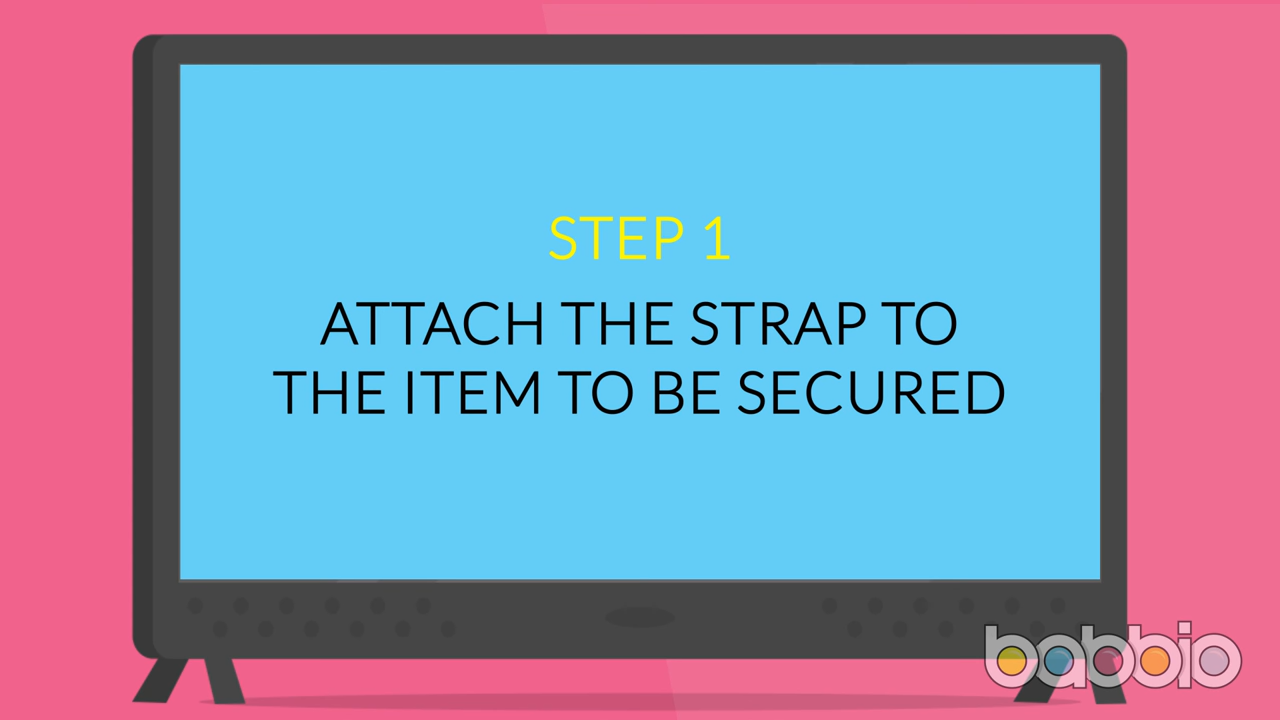 STEP 1
ATTACH THE STRAP TO
THE ITEM TO BE SECURED
babbio